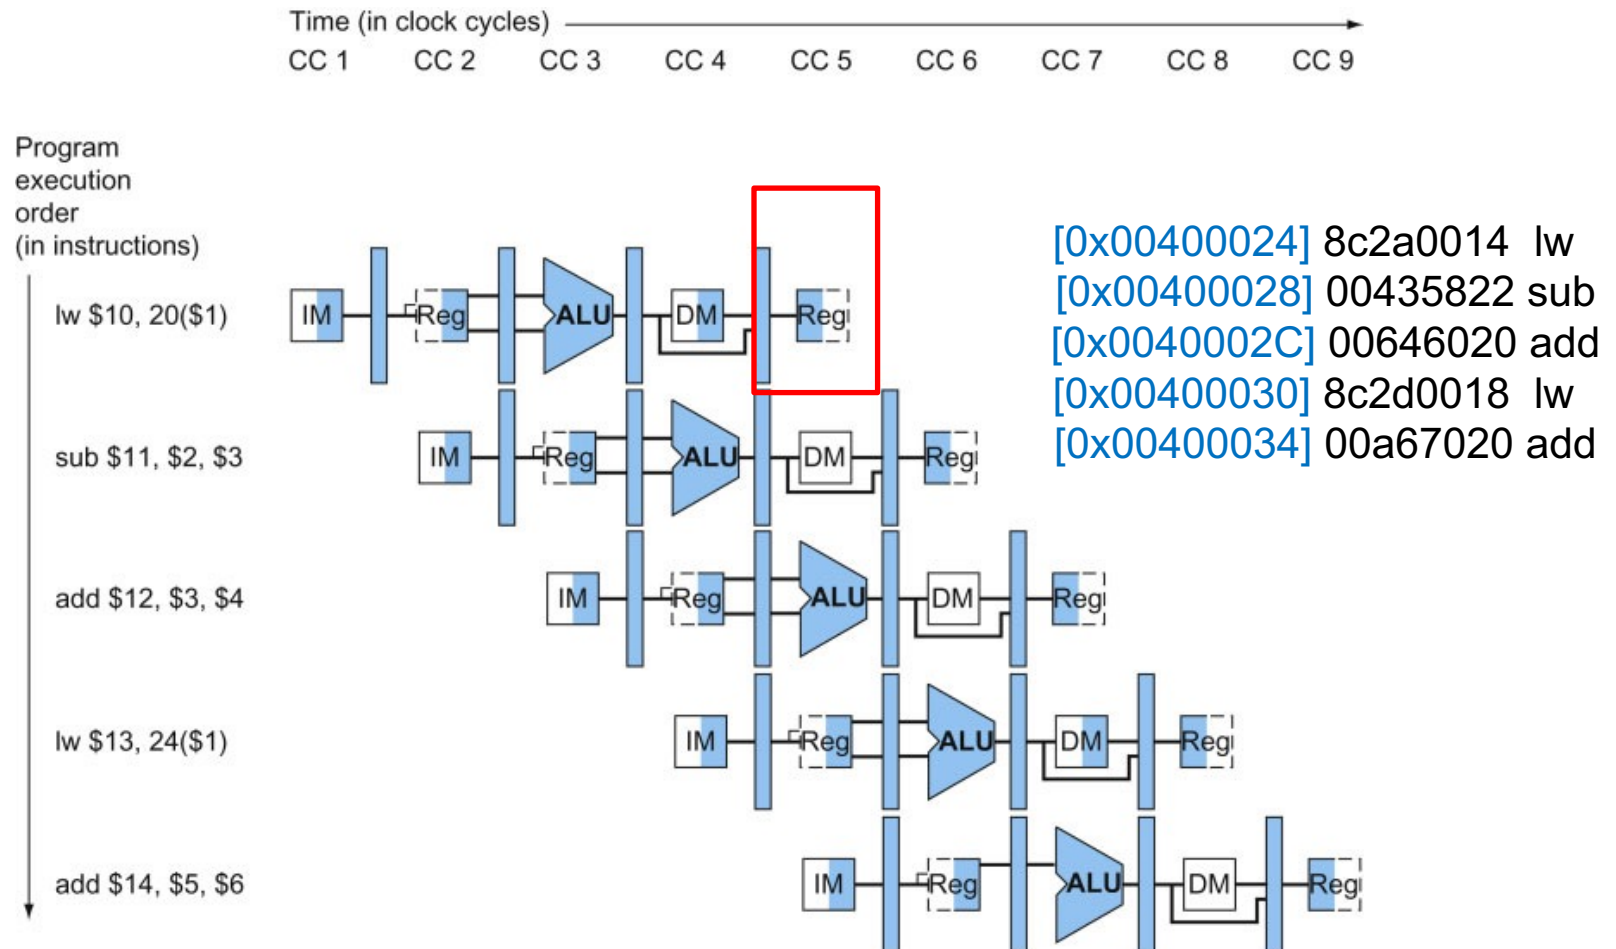 Time (in clock cycles)
CC 1 CC 2 CC 3 CC 4 CC 5 CC 6 CC 7 CC 8 CC 9
Program
execution
order
(in instructions)
lw $10, 20($1)
IM Reg ALU DM Reg
sub $11, $2, $3
IM Reg ALU DM Reg
add $12, $3, $4
IM Reg ALU DM Reg
lw $13, 24($1)
IM Reg ALU DM Reg
add $14, $5, $6
IM Reg ALU DM Reg
[0x00400024] 8c2a0014 lw
[0x00400028] 00435822 sub
[0x0040002C] 00646020 add
[0x00400030] 8c2d0018 lw
[0x00400034] 00a67020 add